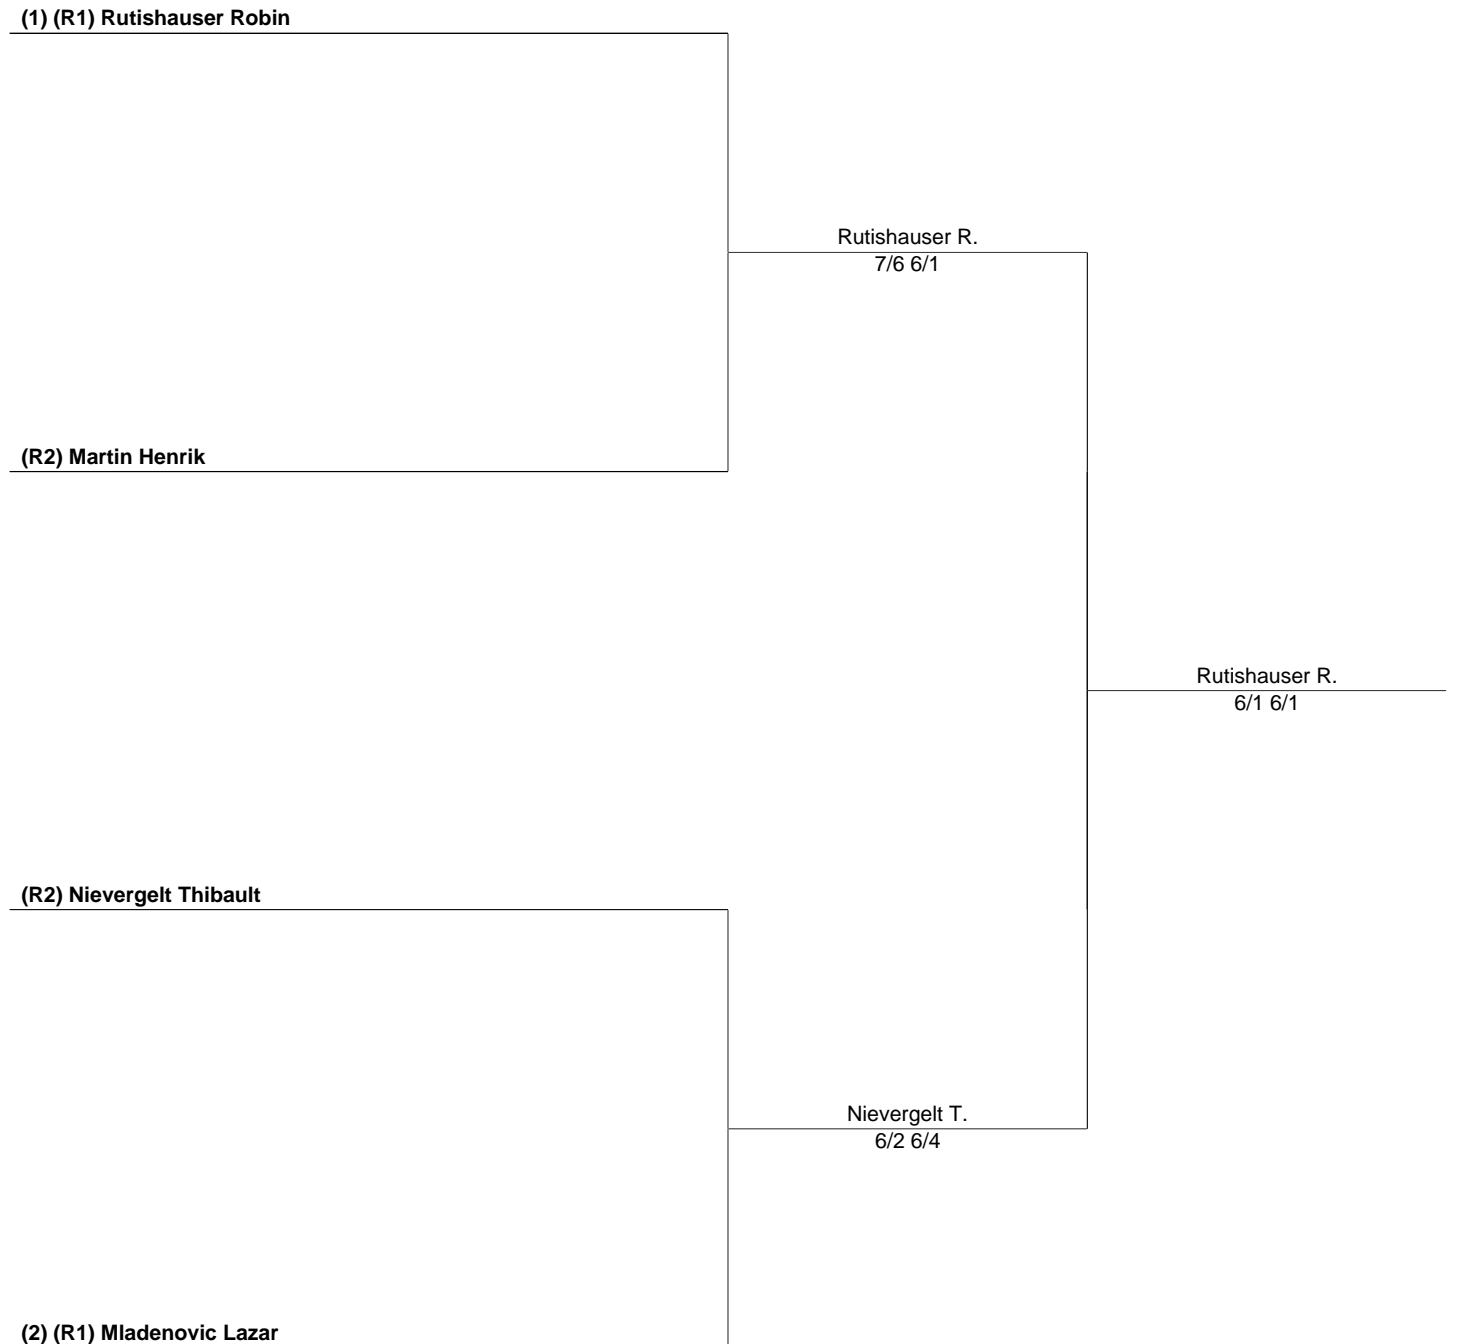 (1) (R1) Rutishauser Robin
Rutishauser R.
7/6 6/1
(R2) Martin Henrik
Rutishauser R.
6/1 6/1
(R2) Nievergelt Thibault
Nievergelt T.
6/2 6/4
(2) (R1) Mladenovic Lazar